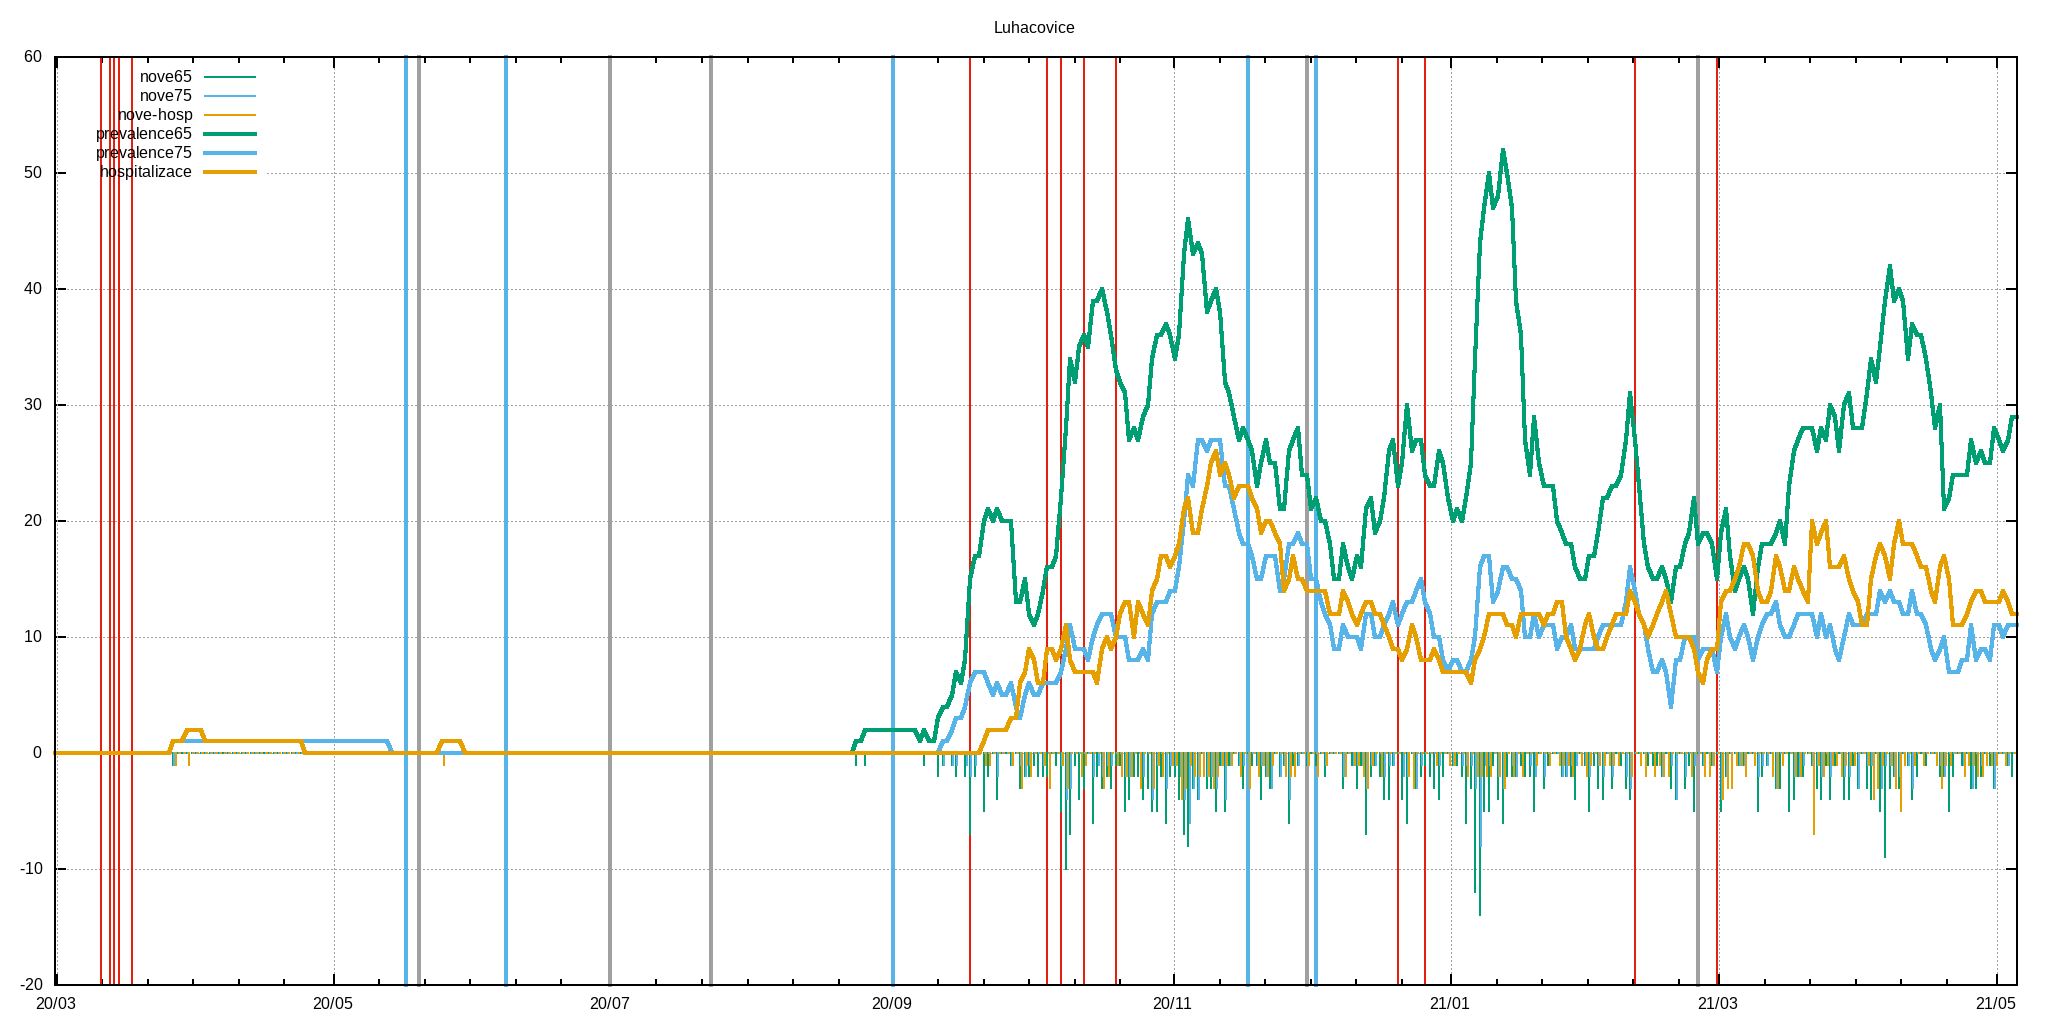 Luhacovice
60
50
40
30
20
10
0
-10
-20
nove65
nove75
nove-hosp
prevalence65
prevalence75
hospitalizace
20/03 20/05 20/07 20/09 20/11 21/01 21/03 21/05